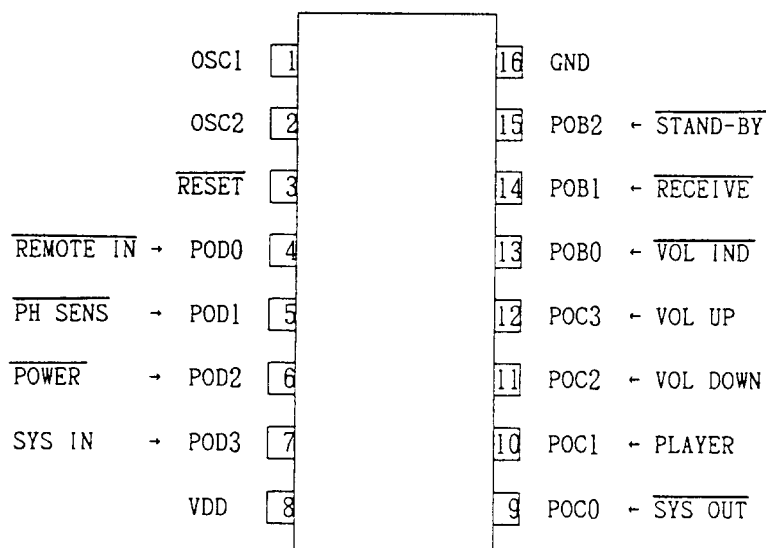 OSC1 1 16 GND
OSC2 2 15 POB2 ← STAND-BY
RESET 3 14 POB1 ← RECEIVE
REMOTE IN → POD0 4 13 POB0 ← VOL IND
PH SENS → POD1 5 12 POC3 ← VOL UP
POWER → POD2 6 11 POC2 ← VOL DOWN
SYS IN → POD3 7 10 POC1 ← PLAYER
VDD 8 9 POC0 ← SYS OUT